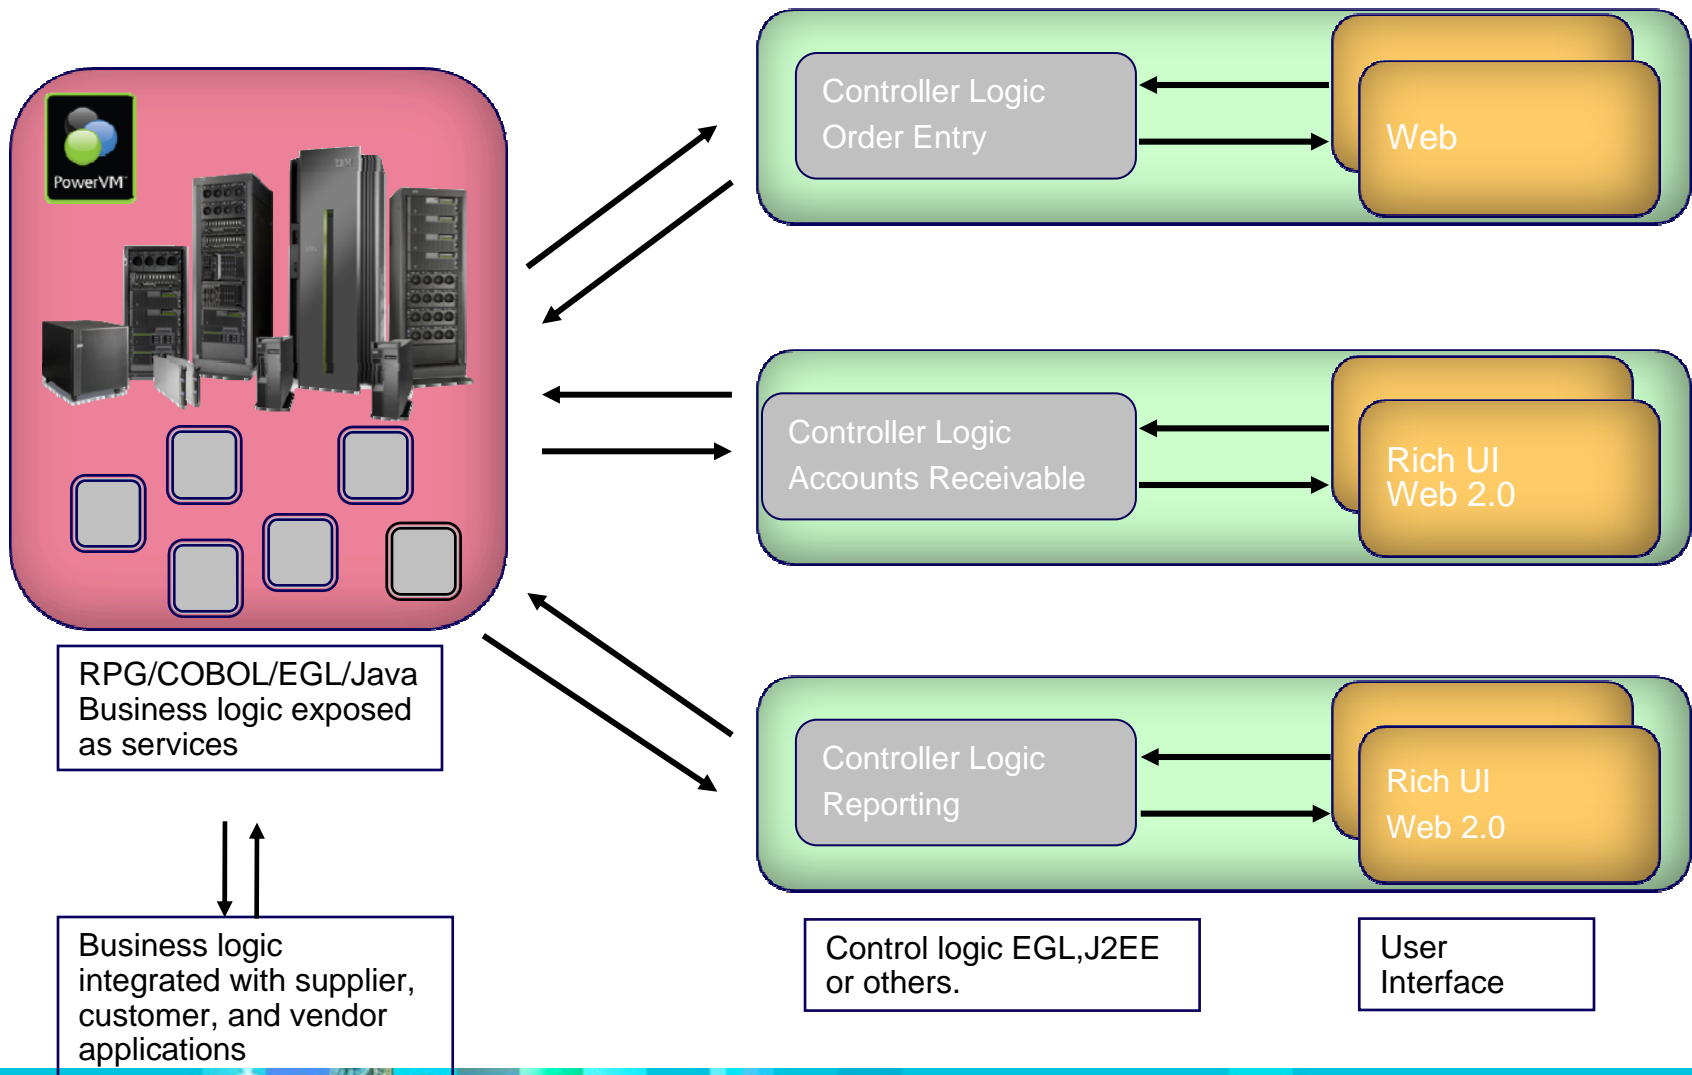 PowerVM™
IBM
Controller Logic
Order Entry
Web
Controller Logic
Accounts Receivable
Rich UI
Web 2.0
RPG/COBOL/EGL/Java
Business logic exposed
as services
Controller Logic
Reporting
Rich UI
Web 2.0
Business logic
integrated with supplier,
customer, and vendor
applications
Control logic EGL,J2EE
or others.
User
Interface